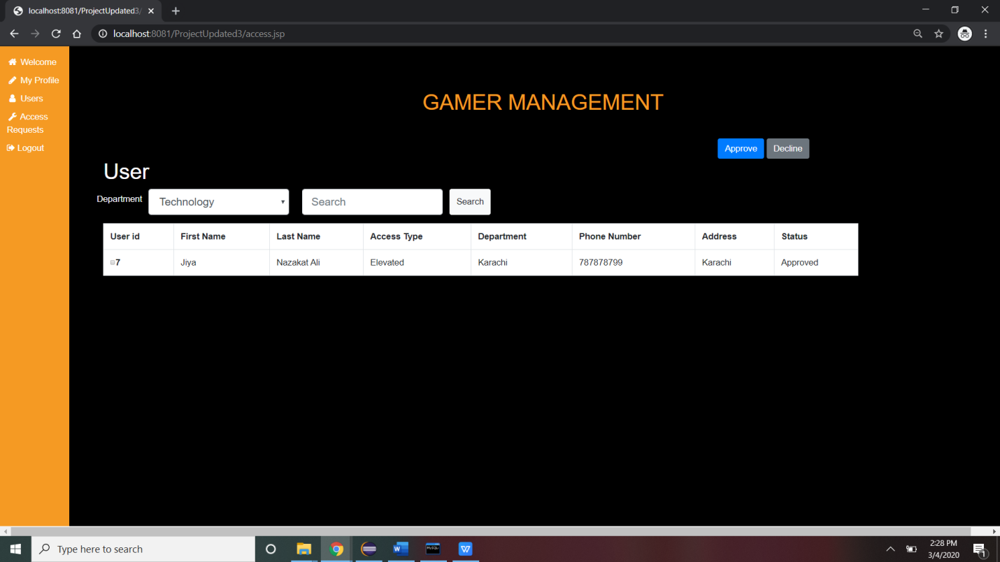 localhost:8081/ProjectUpdated3/
localhost:8081/ProjectUpdated3/access.jsp
Welcome
My Profile
Users
Access
Requests
Logout
GAMER MANAGEMENT
Approve Decline
User
Department Technology Search Search
User id First Name Last Name Access Type Department Phone Number Address Status
7 Jiya Nazakat Ali Elevated Karachi 787878799 Karachi Approved
Type here to search
MySQL
W
W
2:28 PM
3/4/2020
1